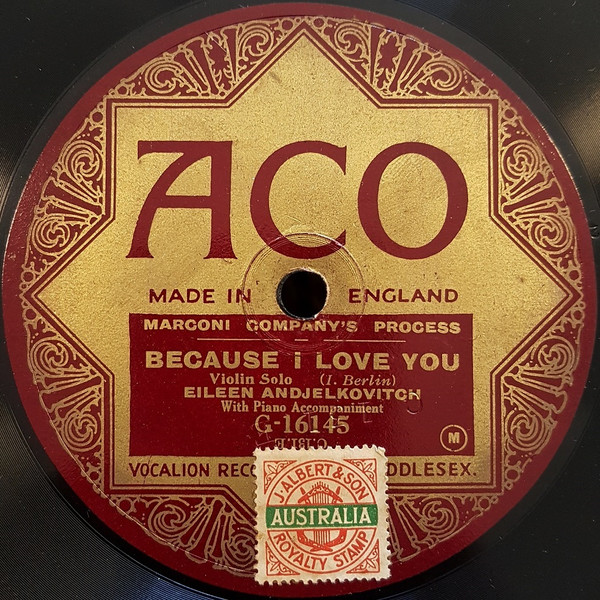 ACO
MADE IN ENGLAND
MARCONI COMPANY'S PROCESS
BECAUSE i LOVE YOU
Violin Solo (I. Berlin)
EILEEN ANDJELKOVITCH
With Piano Accompaniment
G-16145
M
VOCALION RECO DDLESEX.
J. ALBERT & SON
AUSTRALIA
ROYALTY STAMP